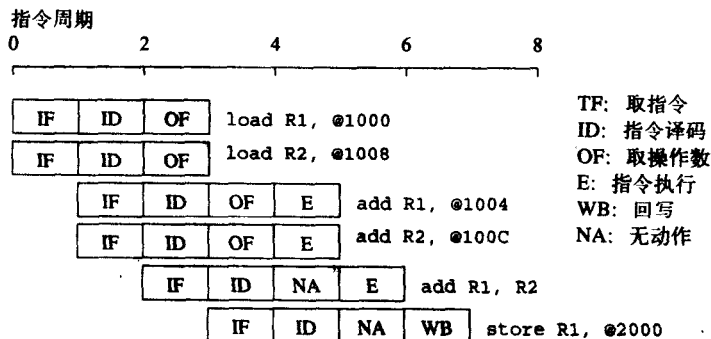 指令周期
0 2 4 6 8
IF ID OF load R1, @1000
IF ID OF load R2, @1008
IF ID OF E add R1, @1004
IF ID OF E add R2, @100C
IF ID NA E add R1, R2
IF ID NA WB store R1, @2000
TF: 取指令
ID: 指令译码
OF: 取操作数
E: 指令执行
WB: 回写
NA: 无动作